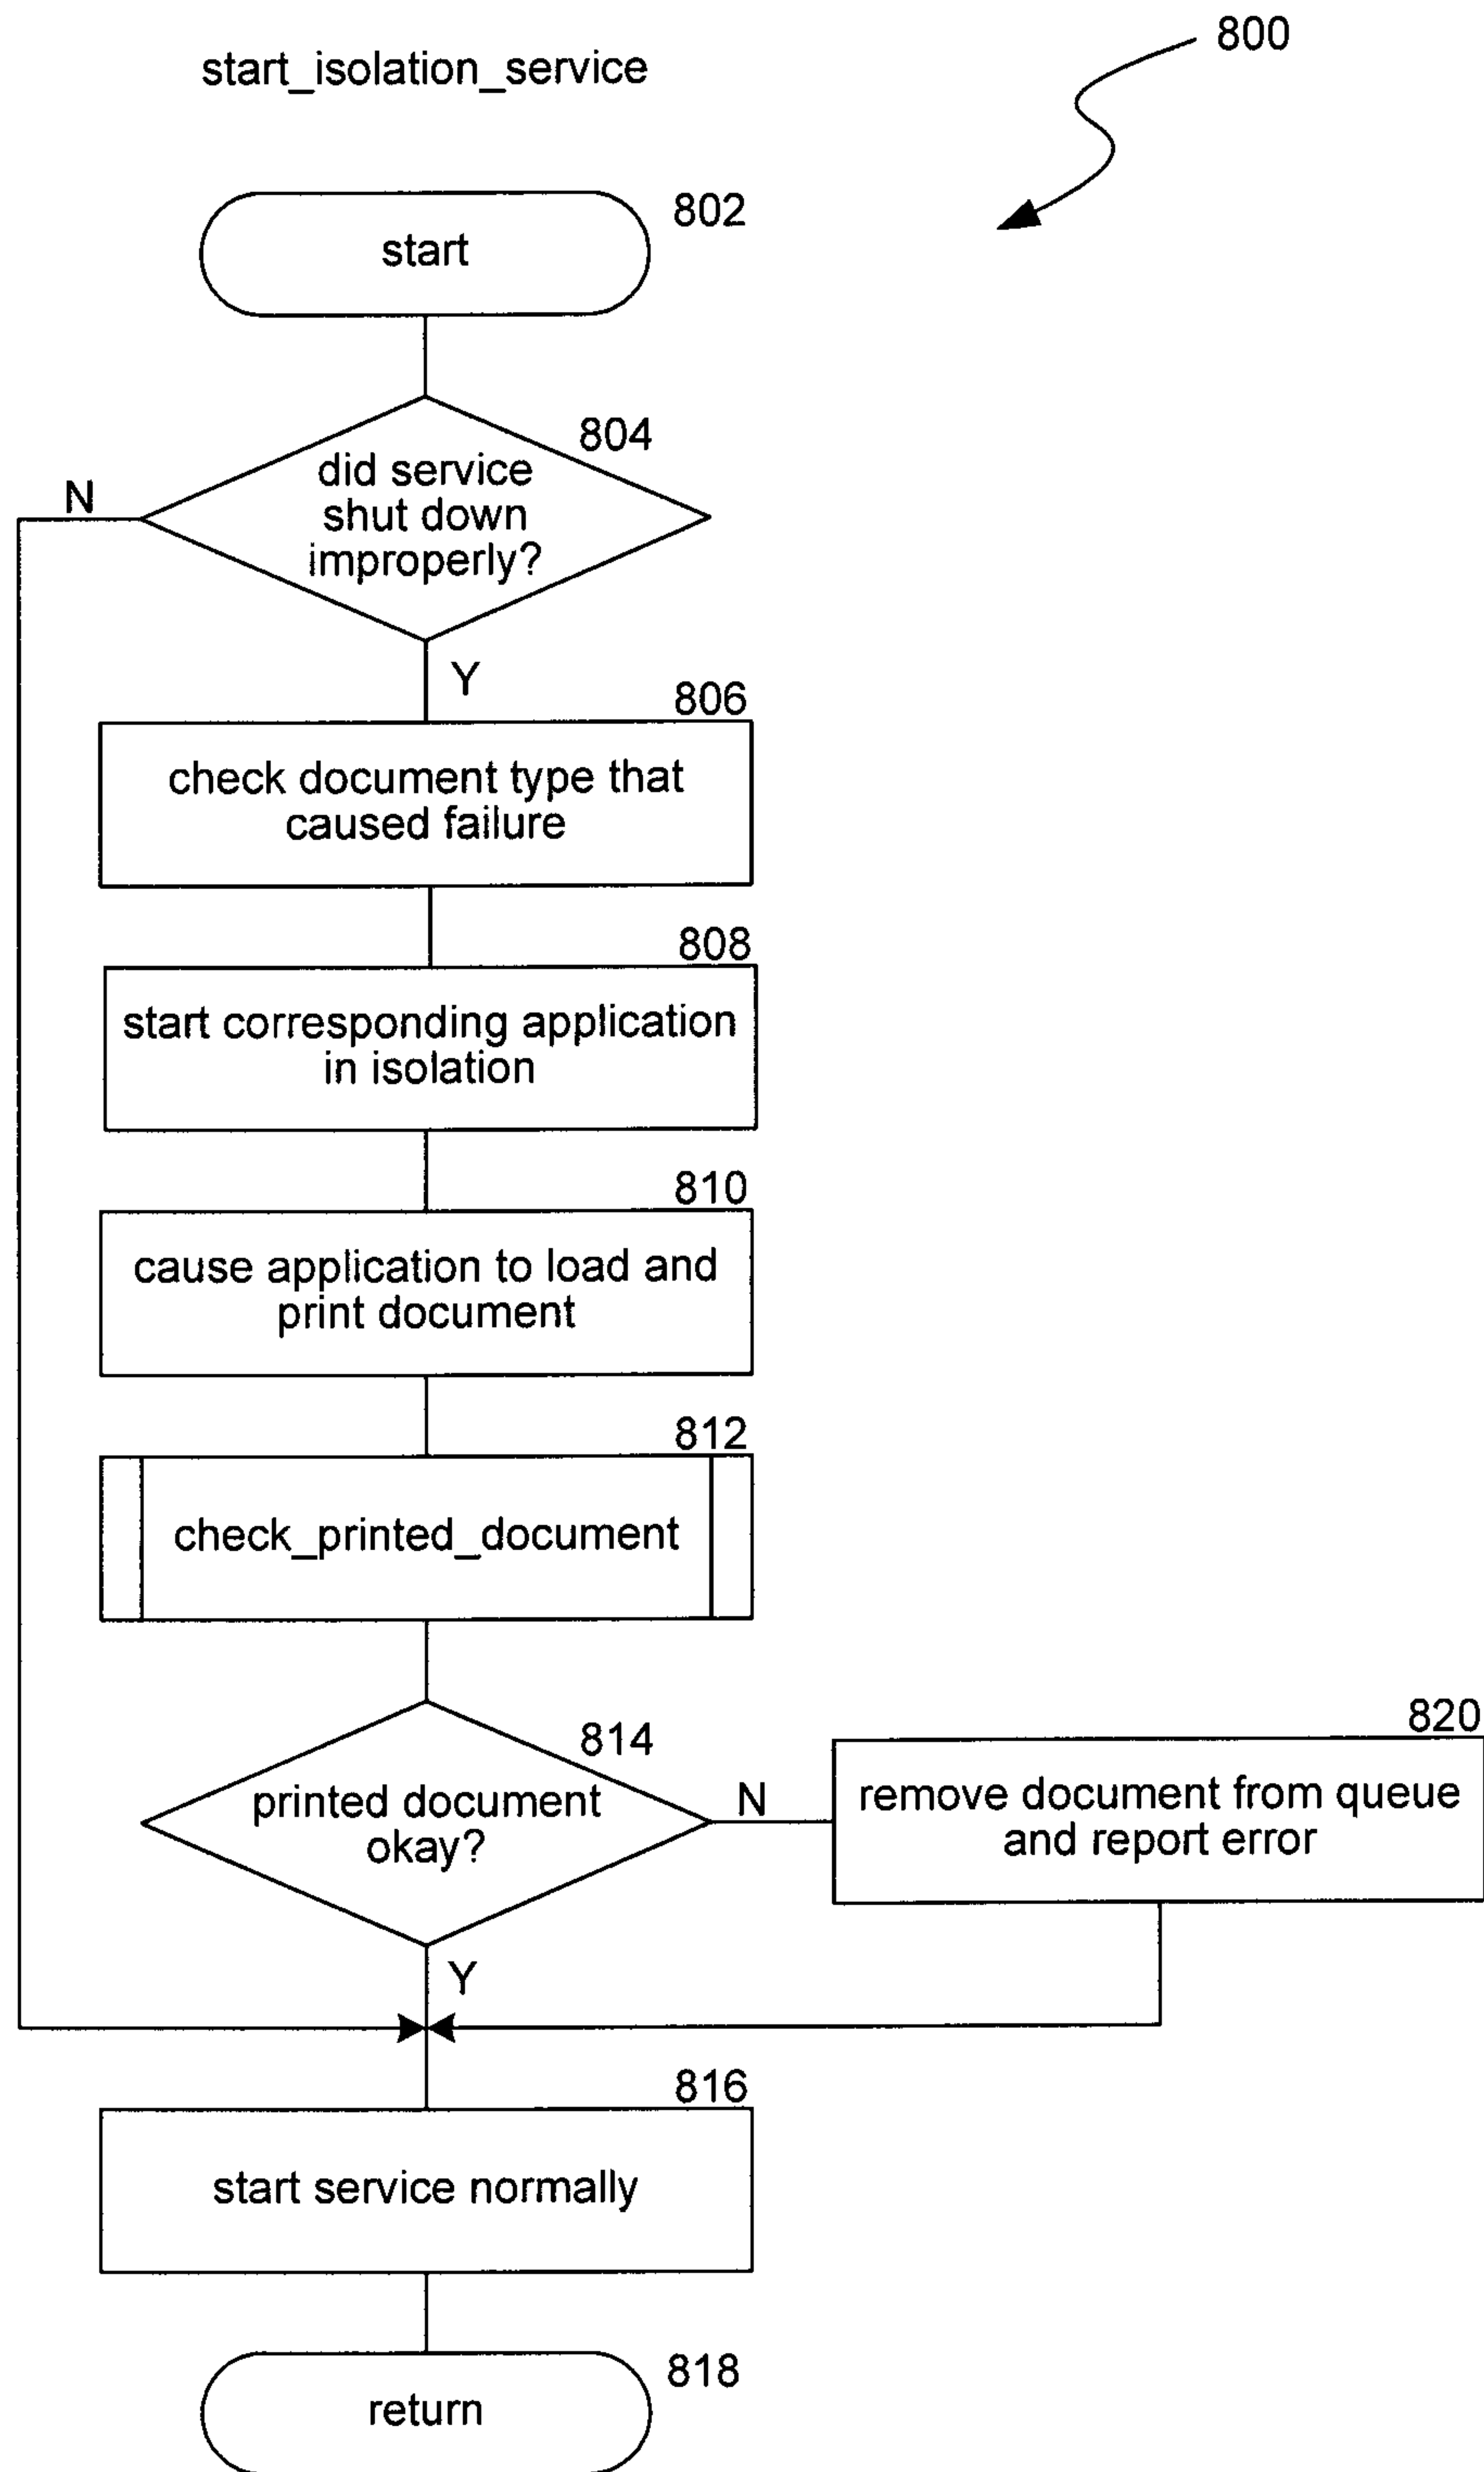 800
start_isolation_service
802
start
804
did service
shut down
improperly?
N
Y
806
check document type that
caused failure
808
start corresponding application
in isolation
810
cause application to load and
print document
812
check_printed_document
814
printed document
okay?
N
820
remove document from queue
and report error
Y
816
start service normally
818
return